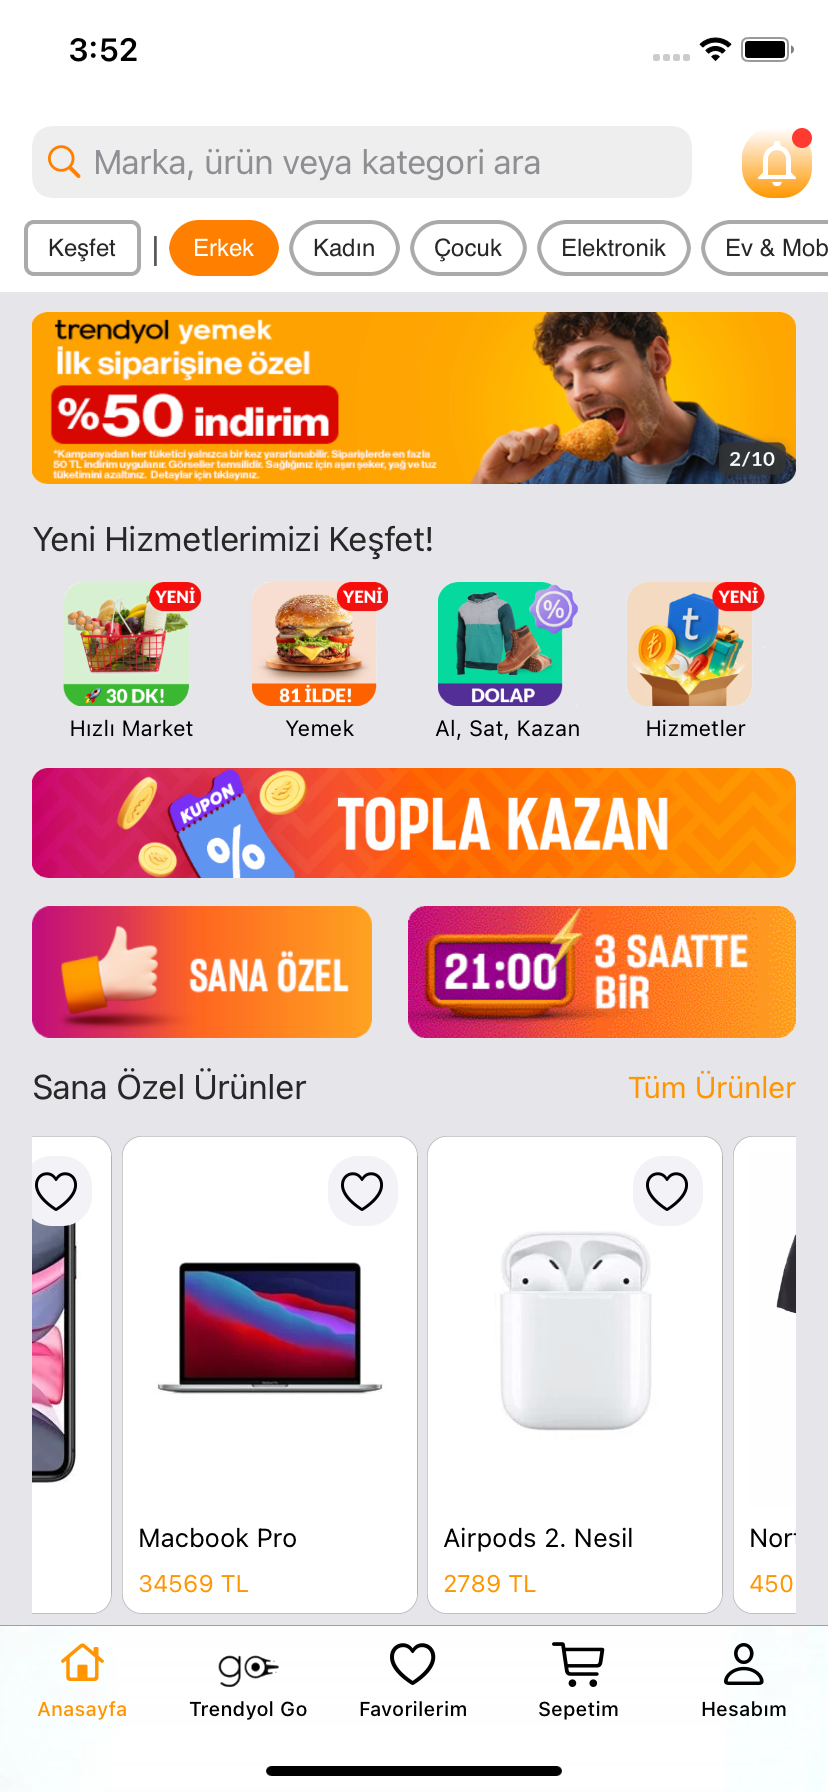 3:52
Marka, ürün veya kategori ara
Keşfet | Erkek Kadın Çocuk Elektronik Ev & Mob
trendyol yemek
İlk siparişine özel
%50 indirim
*Kampanyadan her tüketici yalnızca bir kez yararlanabilir. Siparişlerde en fazla
50 TL indirim uygulanır. Görseller temsilidir. Sağlığınız için aşırı şeker, yağ ve tuz
tüketimini azaltınız. Detaylar için tıklayınız.
2/10
Yeni Hizmetlerimizi Keşfet!
YENİ YENİ % YENİ
t
30 DK! 81 İLDE! DOLAP
Hızlı Market Yemek Al, Sat, Kazan Hizmetler
KUPON
%
TOPLA KAZAN
SANA ÖZEL
21:00
3 SAATTE
BİR
Sana Özel Ürünler Tüm Ürünler
Macbook Pro Airpods 2. Nesil Nort
34569 TL 2789 TL 450
go
Anasayfa Trendyol Go Favorilerim Sepetim Hesabım